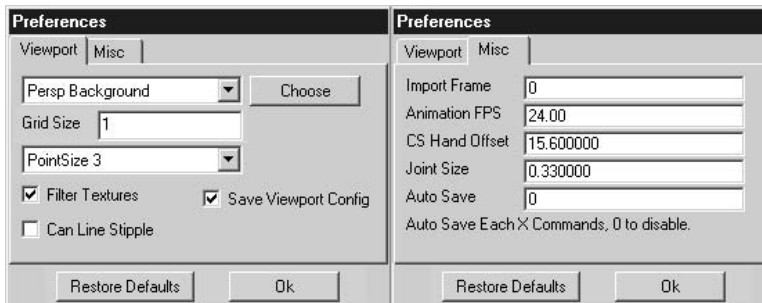 Preferences
Viewport Misc
Persp Background Choose
Grid Size 1
PointSize 3
Filter Textures Save Viewport Config
Can Line Stipple
Restore Defaults Ok
Preferences
Viewport Misc
Import Frame 0
Animation FPS 24.00
CS Hand Offset 15.600000
Joint Size 0.330000
Auto Save 0
Auto Save Each X Commands, 0 to disable.
Restore Defaults Ok